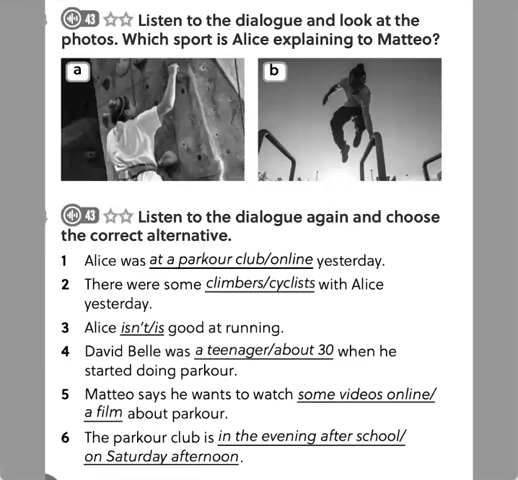 43 ☆☆ Listen to the dialogue and look at the
photos. Which sport is Alice explaining to Matteo?
a
b
43 ☆☆ Listen to the dialogue again and choose
the correct alternative.
1 Alice was at a parkour club/online yesterday.
2 There were some climbers/cyclists with Alice
yesterday.
3 Alice isn't/is good at running.
4 David Belle was a teenager/about 30 when he
started doing parkour.
5 Matteo says he wants to watch some videos online/
a film about parkour.
6 The parkour club is in the evening after school/
on Saturday afternoon.